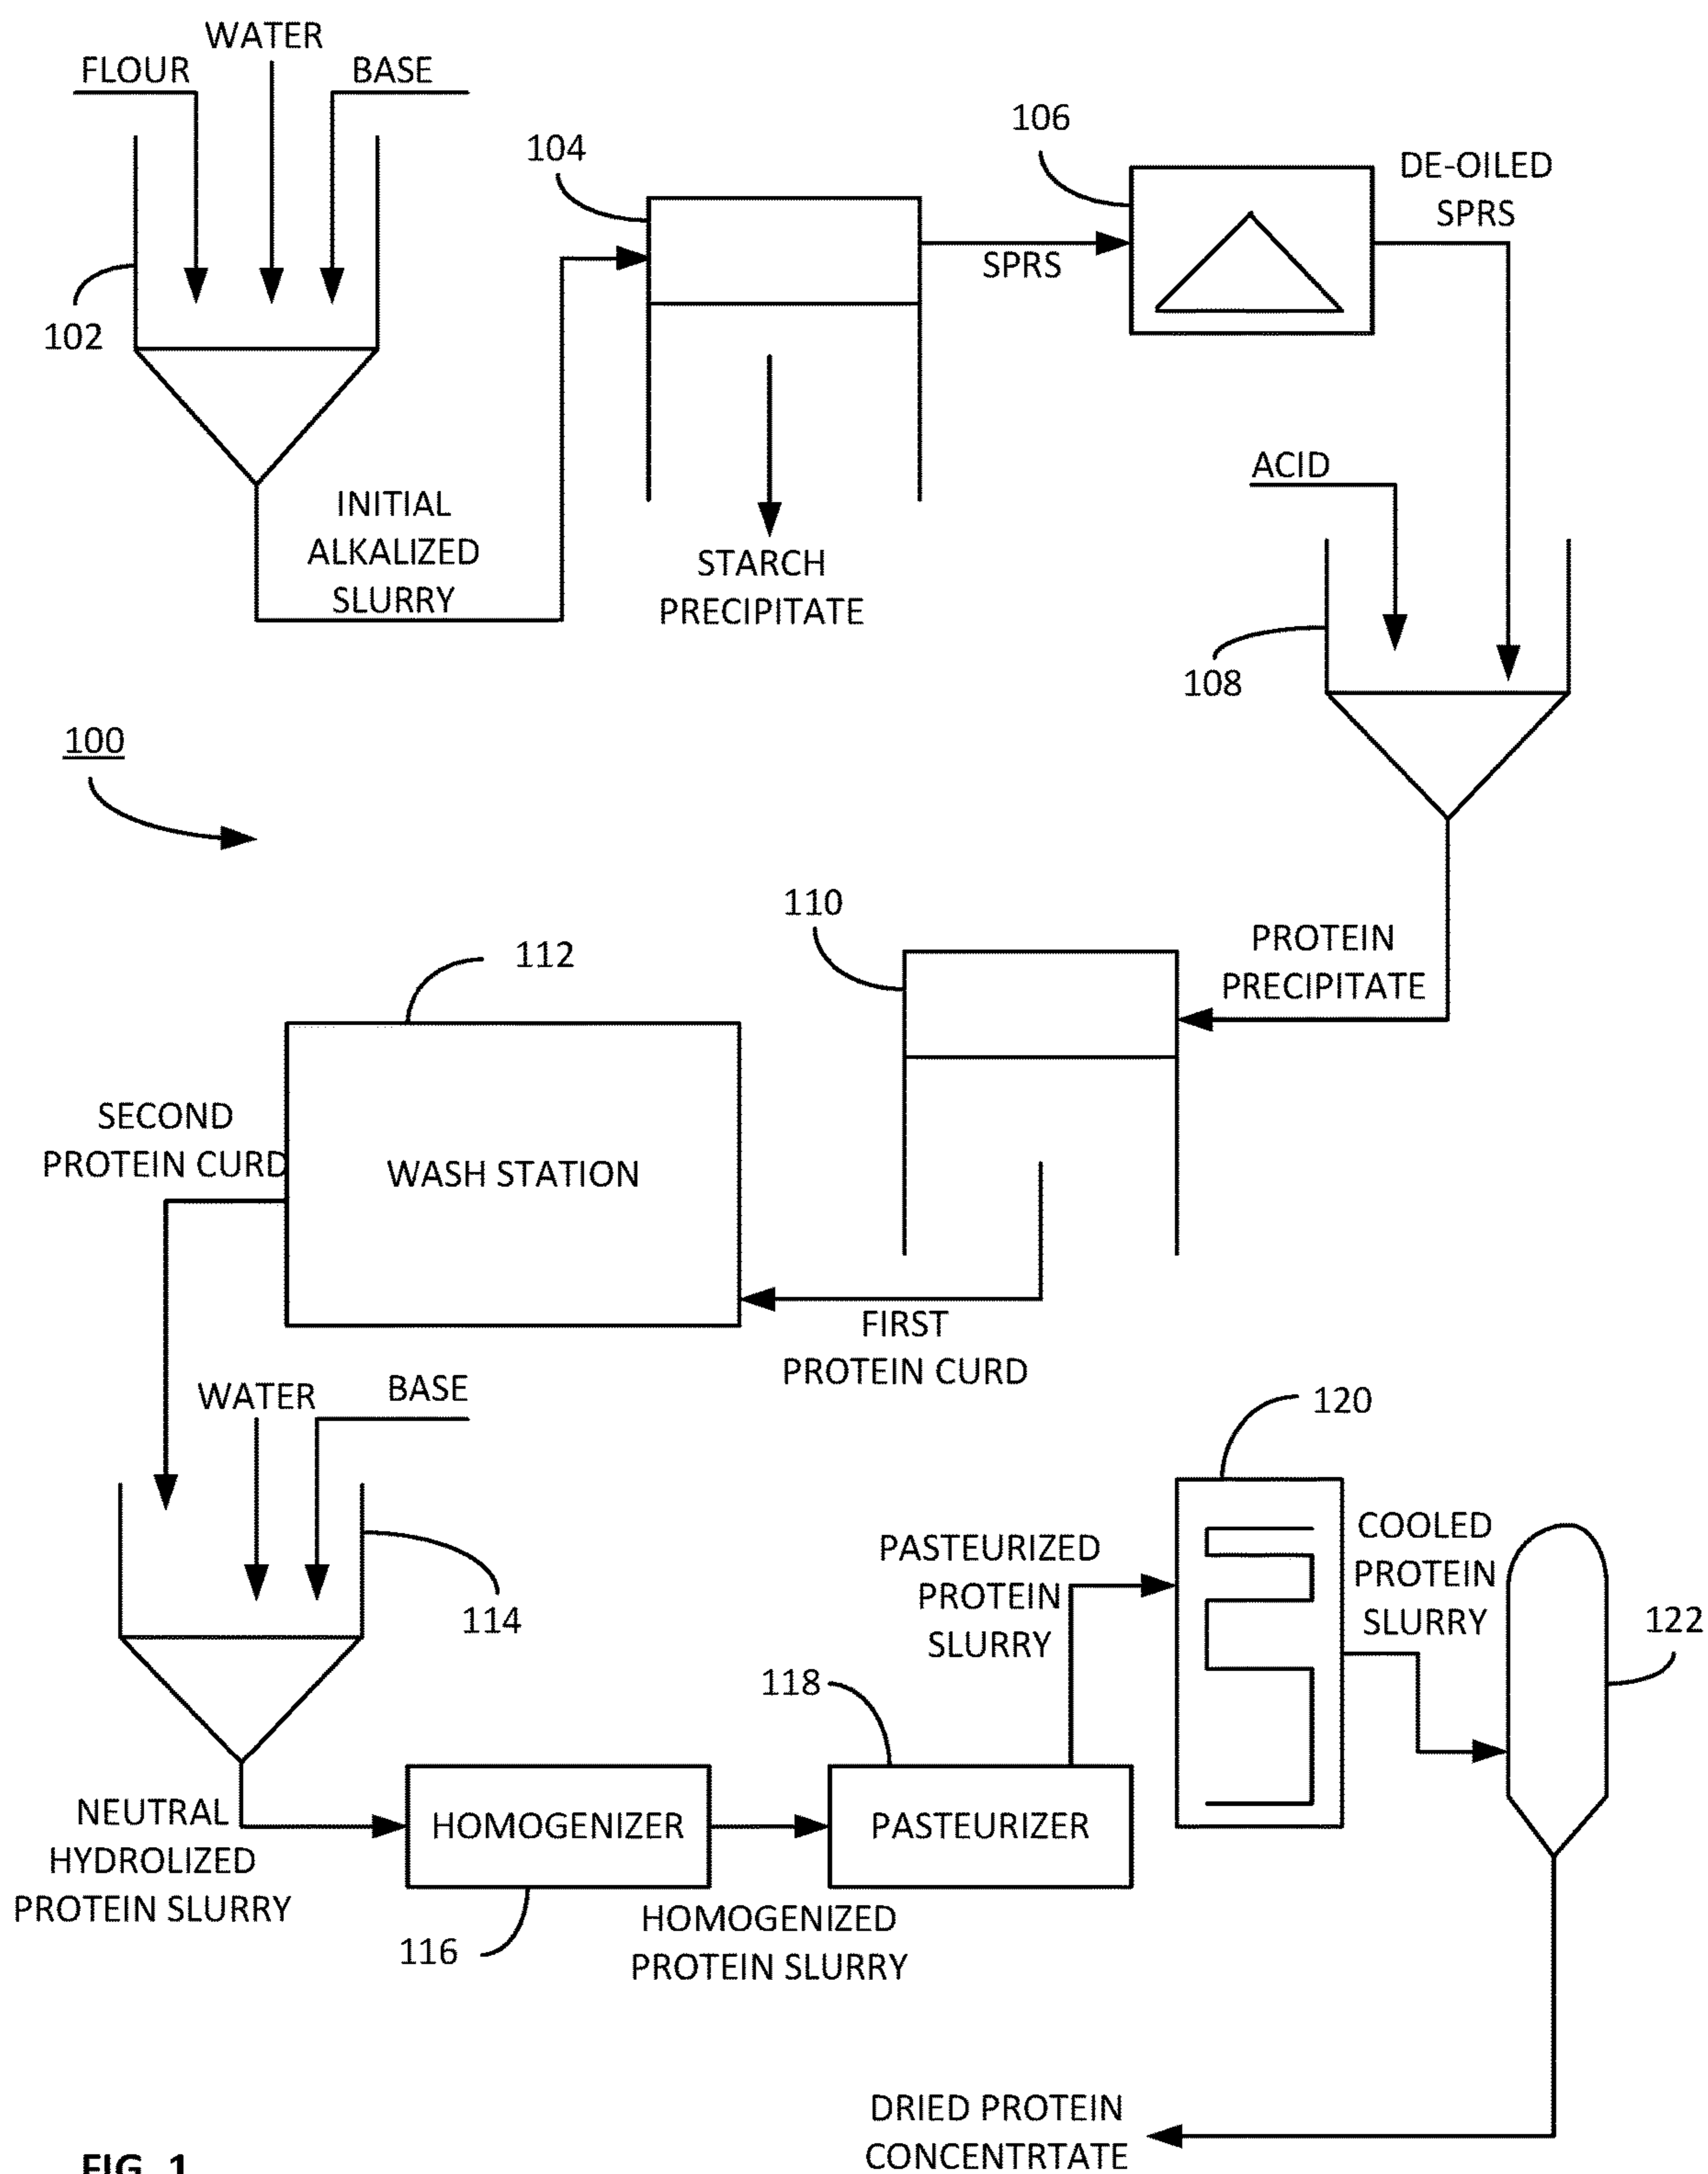 WATER
FLOUR
BASE
102
104
106
DE-OILED
SPRS
SPRS
INITIAL
ALKALIZED
SLURRY
STARCH
PRECIPITATE
ACID
108
100
110
PROTEIN
PRECIPITATE
112
SECOND
PROTEIN CURD
WASH STATION
FIRST
PROTEIN CURD
WATER
BASE
114
120
PASTEURIZED
PROTEIN
SLURRY
COOLED
PROTEIN
SLURRY
122
118
NEUTRAL
HYDROLIZED
PROTEIN SLURRY
HOMOGENIZER
PASTEURIZER
116
HOMOGENIZED
PROTEIN SLURRY
DRIED PROTEIN
CONCENTRTATE
FIG. 1